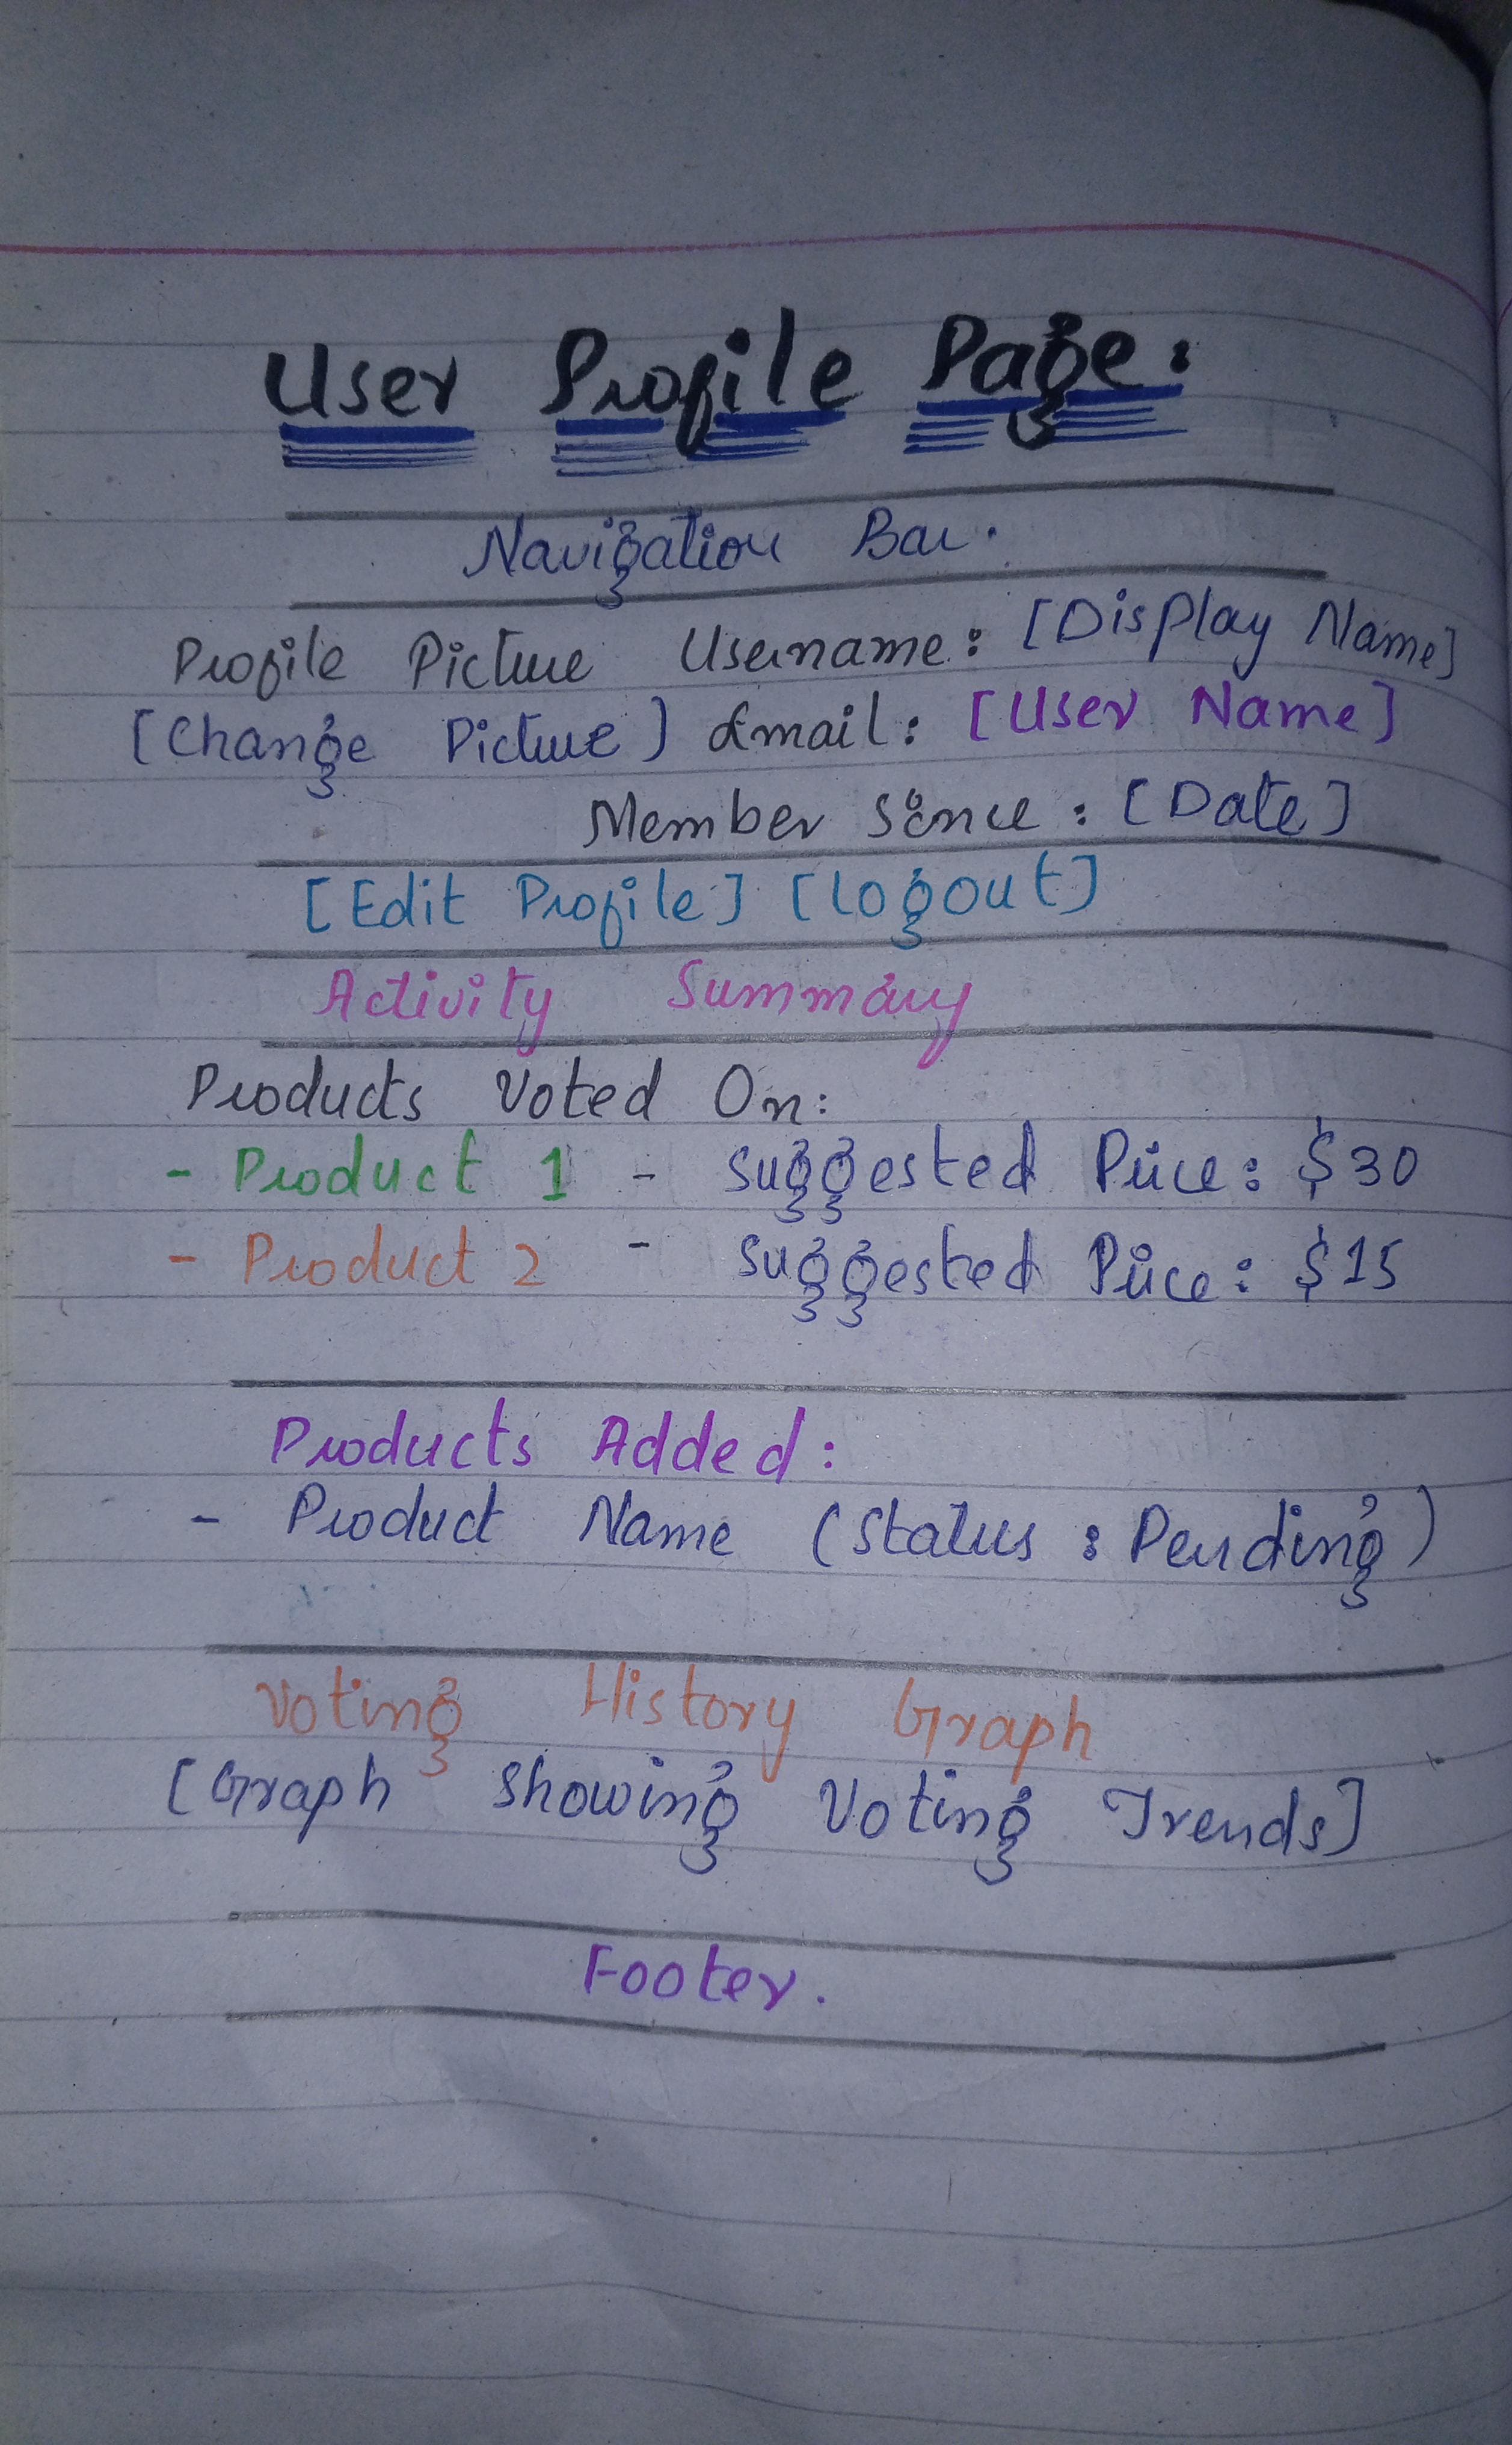 User Profile Page:
Navigation Bar.
Profile Picture Username: [Display Name]
[Change Picture] Email: [User Name]
Member Since: [Date]
[Edit Profile] [Logout]
Activity Summary
Products Voted On:
- Product 1 - Suggested Price: $30
- Product 2 - Suggested Price: $15
Products Added:
- Product Name (Status: Pending)
Voting History Graph
[Graph showing Voting Trends]
Footer.